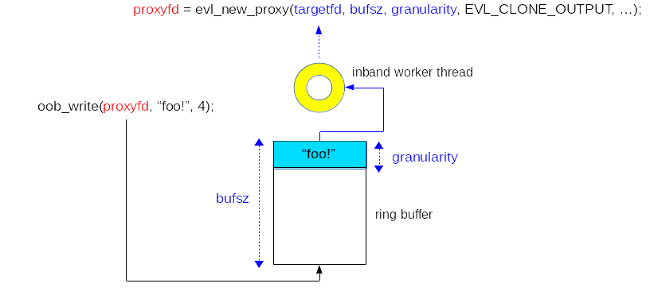 proxyfd = evl_new_proxy(targetfd, bufsz, granularity, EVL_CLONE_OUTPUT, ...);
inband worker thread
oob_write(proxyfd, “foo!”, 4);
“foo!”
granularity
bufsz
ring buffer